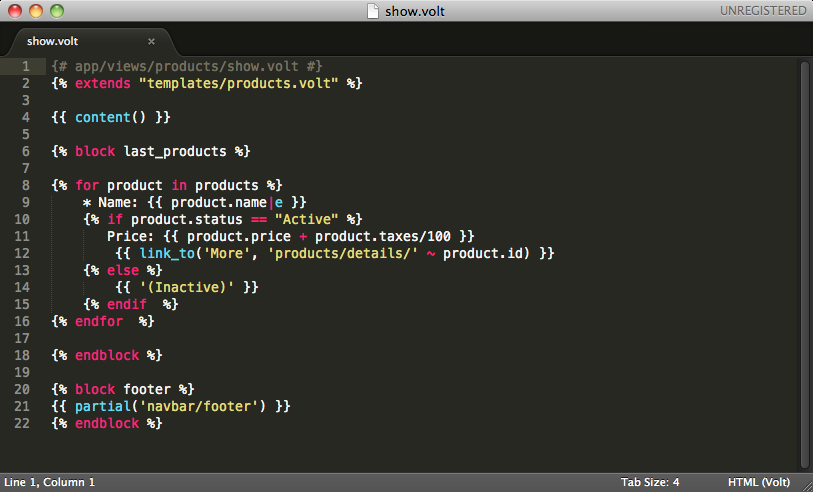 show.volt
UNREGISTERED
show.volt ×
1 {# app/views/products/show.volt #}
2 {% extends "templates/products.volt" %}
3
4 {{ content() }}
5
6 {% block last_products %}
7
8 {% for product in products %}
9     * Name: {{ product.name|e }}
10     {% if product.status == "Active" %}
11        Price: {{ product.price + product.taxes/100 }}
12         {{ link_to('More', 'products/details/' ~ product.id) }}
13     {% else %}
14         {{ '(Inactive)' }}
15     {% endif  %}
16 {% endfor  %}
17
18 {% endblock %}
19
20 {% block footer %}
21 {{ partial('navbar/footer') }}
22 {% endblock %}
Line 1, Column 1
Tab Size: 4
HTML (Volt)